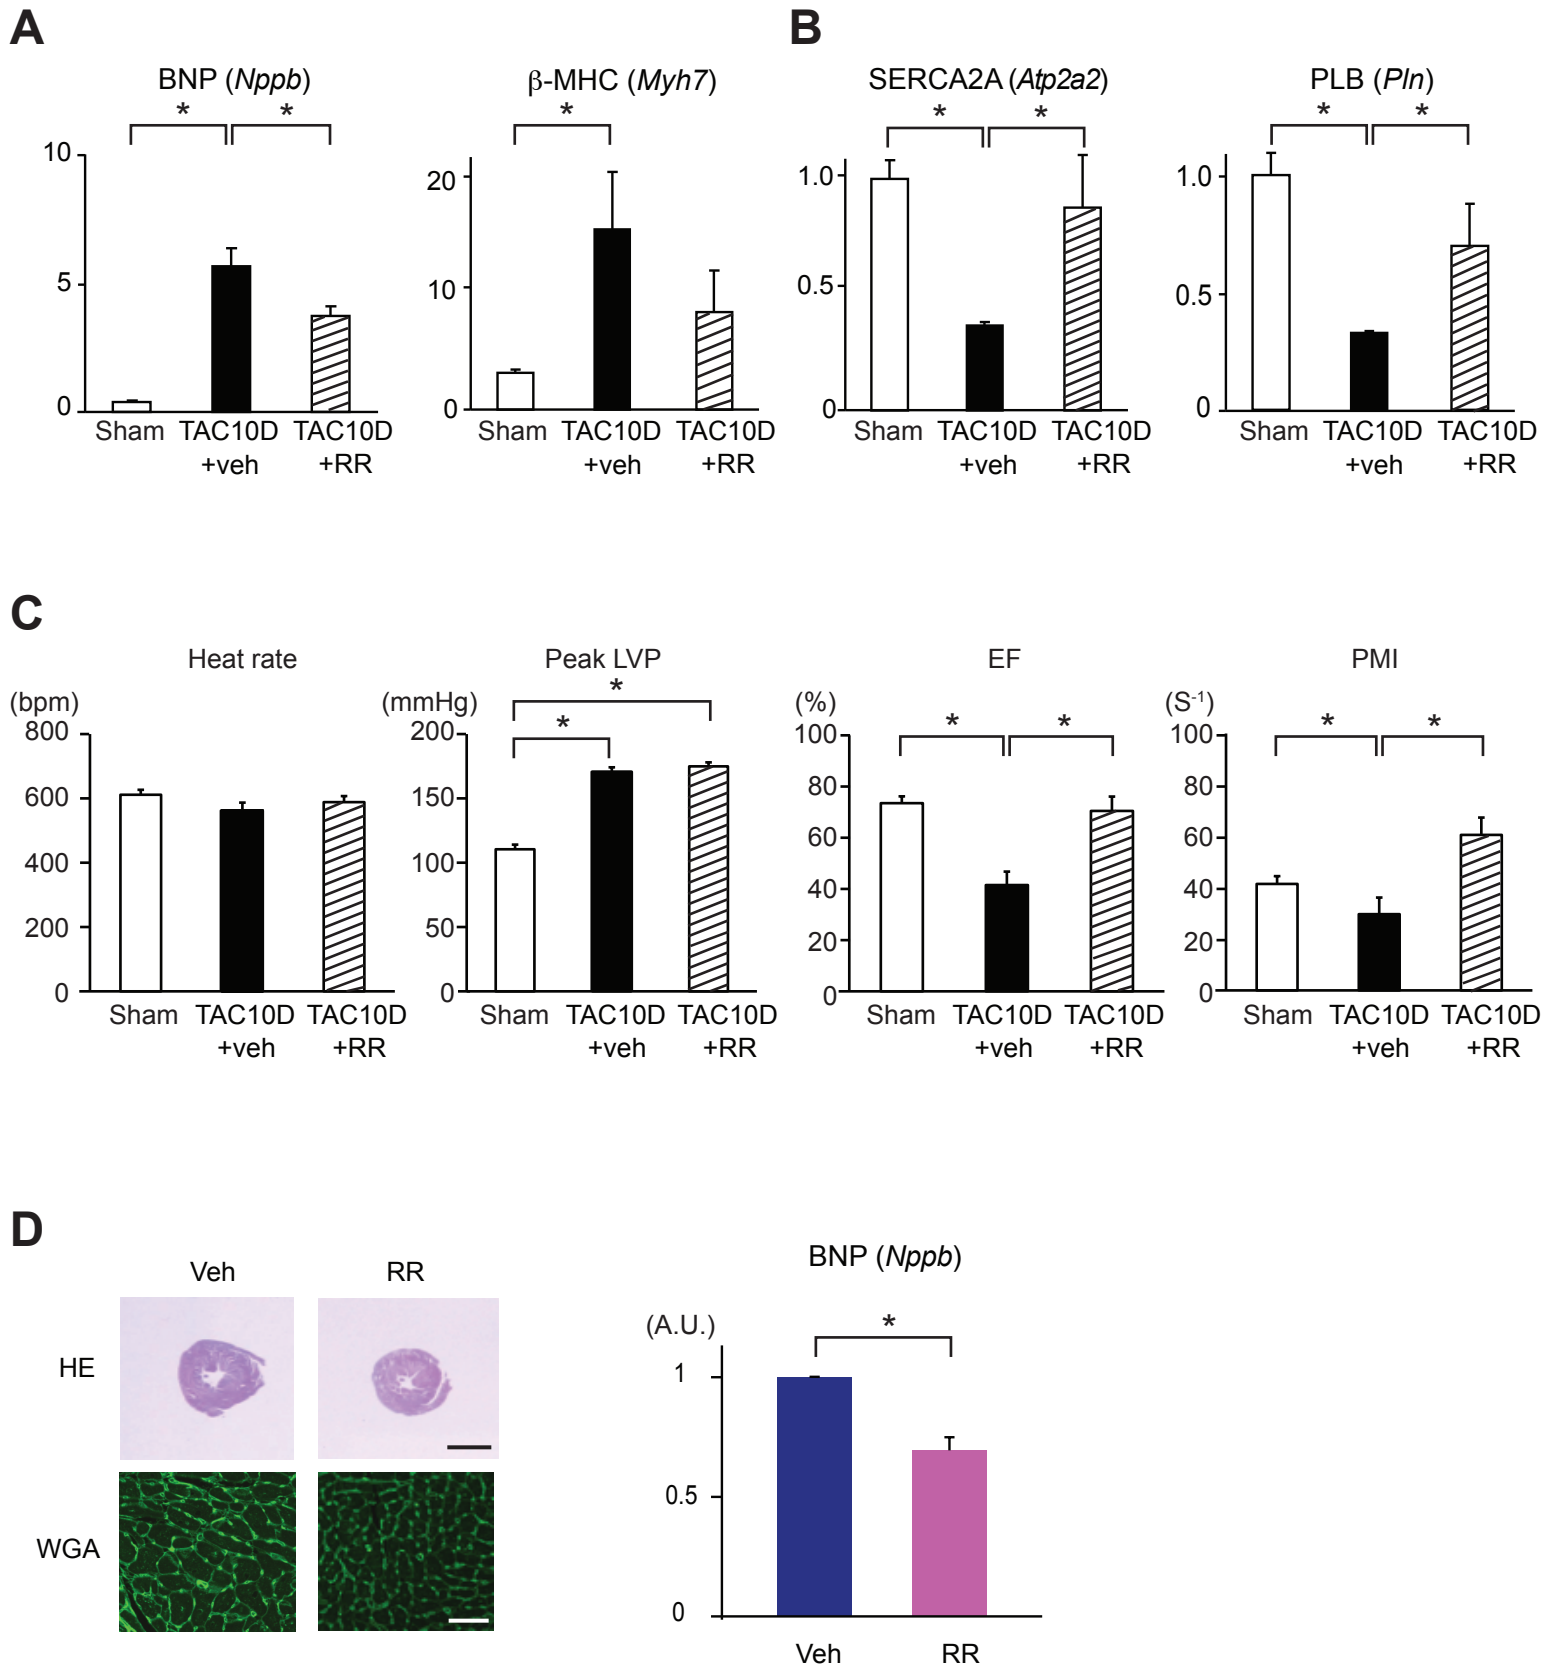 A
B
BNP (Nppb)
β-MHC (Myh7)
SERCA2A (Atp2a2)
PLB (Pln)
* *
*
* *
* *
10
5
0
20
10
0
1.0
0.5
0
1.0
0.5
0
Sham TAC10D TAC10D
+veh +RR
Sham TAC10D TAC10D
+veh +RR
Sham TAC10D TAC10D
+veh +RR
Sham TAC10D TAC10D
+veh +RR
C
Heat rate
(bpm)
800
600
400
200
0
Sham TAC10D TAC10D
+veh +RR
Peak LVP
(mmHg)
*
*
200
150
100
50
0
Sham TAC10D TAC10D
+veh +RR
EF
(%)
* *
100
80
60
40
20
0
Sham TAC10D TAC10D
+veh +RR
PMI
(S-1)
* *
100
80
60
40
20
0
Sham TAC10D TAC10D
+veh +RR
D
Veh RR
HE
WGA
BNP (Nppb)
(A.U.)
*
1
0.5
0
Veh RR